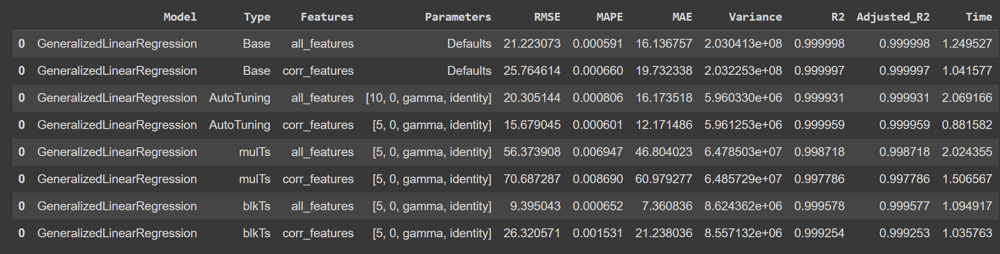 Model Type Features Parameters RMSE MAPE MAE Variance R2 Adjusted_R2 Time
0 GeneralizedLinearRegression Base all_features Defaults 21.223073 0.000591 16.136757 2.030413e+08 0.999998 0.999998 1.249527
0 GeneralizedLinearRegression Base corr_features Defaults 25.764614 0.000660 19.732338 2.032253e+08 0.999997 0.999997 1.041577
0 GeneralizedLinearRegression AutoTuning all_features [10, 0, gamma, identity] 20.305144 0.000806 16.173518 5.960330e+06 0.999931 0.999931 2.069166
0 GeneralizedLinearRegression AutoTuning corr_features [5, 0, gamma, identity] 15.679045 0.000601 12.171486 5.961253e+06 0.999959 0.999959 0.881582
0 GeneralizedLinearRegression mulTs all_features [5, 0, gamma, identity] 56.373908 0.006947 46.804023 6.478503e+07 0.998718 0.998718 2.024355
0 GeneralizedLinearRegression mulTs corr_features [5, 0, gamma, identity] 70.687287 0.008690 60.979277 6.485729e+07 0.997786 0.997786 1.506567
0 GeneralizedLinearRegression blkTs all_features [5, 0, gamma, identity] 9.395043 0.000652 7.360836 8.624362e+06 0.999578 0.999577 1.094917
0 GeneralizedLinearRegression blkTs corr_features [5, 0, gamma, identity] 26.320571 0.001531 21.238036 8.557132e+06 0.999254 0.999253 1.035763